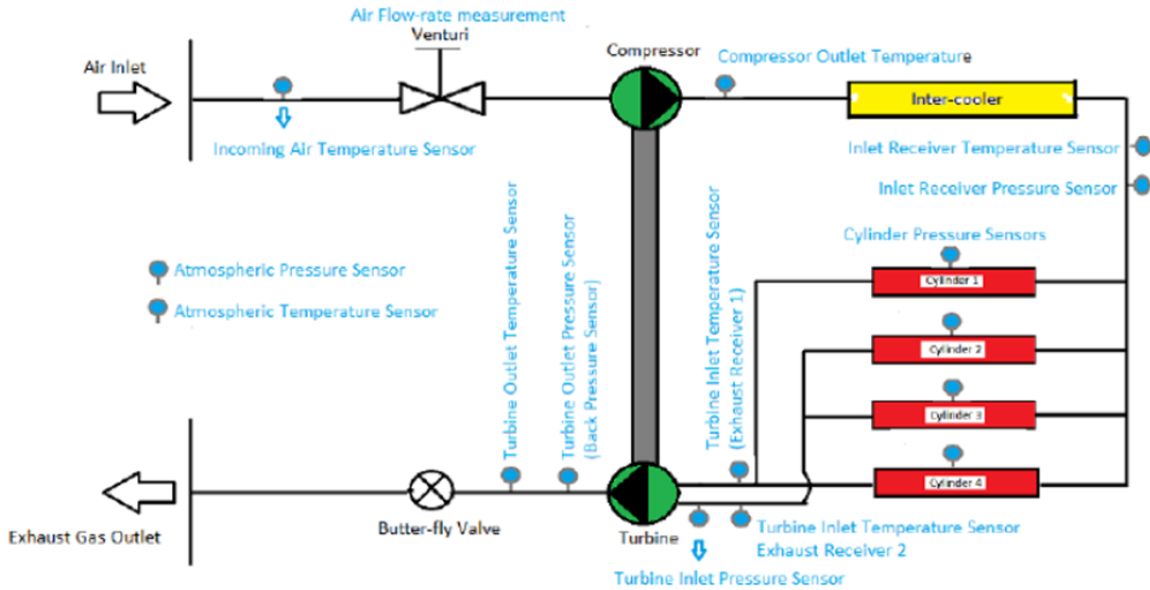 Air Flow-rate measurement
Venturi
Compressor
Compressor Outlet Temperature
Air Inlet
Inter-cooler
Incoming Air Temperature Sensor
Inlet Receiver Temperature Sensor
Inlet Receiver Pressure Sensor
Cylinder Pressure Sensors
Cylinder 1
Cylinder 2
Cylinder 3
Cylinder 4
Atmospheric Pressure Sensor
Atmospheric Temperature Sensor
Turbine Outlet Temperature Sensor
Turbine Outlet Pressure Sensor
(Back Pressure Sensor)
Turbine Inlet Temperature Sensor
(Exhaust Receiver 1)
Exhaust Gas Outlet
Butter-fly Valve
Turbine
Turbine Inlet Temperature Sensor
Exhaust Receiver 2
Turbine Inlet Pressure Sensor